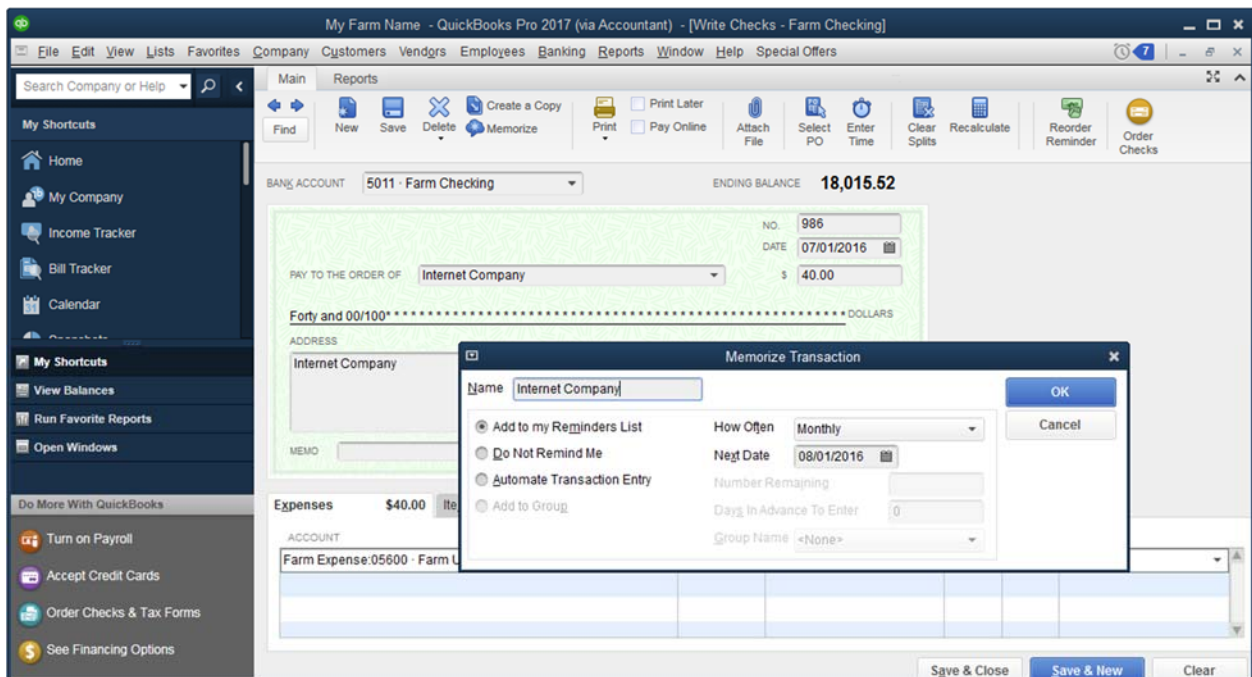 qb
My Farm Name - QuickBooks Pro 2017 (via Accountant) - [Write Checks - Farm Checking]
File Edit View Lists Favorites Company Customers Vendors Employees Banking Reports Window Help Special Offers 7
Search Company or Help
Main Reports
My Shortcuts
Find New Save Delete Create a Copy Memorize Print Print Later Pay Online Attach File Select PO Enter Time Clear Splits Recalculate Reorder Reminder Order Checks
Home
My Company
Income Tracker
Bill Tracker
Calendar
My Shortcuts
View Balances
Run Favorite Reports
Open Windows
Do More With QuickBooks
Turn on Payroll
Accept Credit Cards
Order Checks & Tax Forms
See Financing Options
BANK ACCOUNT 5011 · Farm Checking ENDING BALANCE 18,015.52
NO. 986
DATE 07/01/2016
PAY TO THE ORDER OF Internet Company $ 40.00
Forty and 00/100* * * * * * * * * * * * * * * * * * * * * * * * * * * * * * * * * * * * * * * * * * * * * * * * * * * * * * * * * DOLLARS
ADDRESS
Internet Company
MEMO
Memorize Transaction
Name Internet Company
OK
Cancel
Add to my Reminders List How Often Monthly
Do Not Remind Me Next Date 08/01/2016
Automate Transaction Entry Number Remaining
Add to Group Days In Advance To Enter 0
Group Name <None>
Expenses $40.00
ACCOUNT
Farm Expense:05600 · Farm
Save & Close Save & New Clear